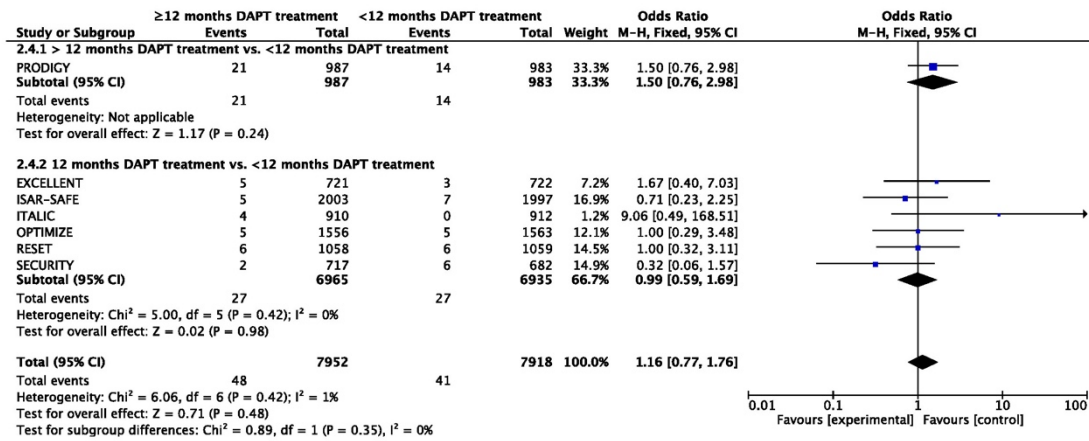 ≥12 months DAPT treatment <12 months DAPT treatment Odds Ratio Odds Ratio
Study or Subgroup Events Total Events Total Weight M-H, Fixed, 95% CI M-H, Fixed, 95% CI
2.4.1 > 12 months DAPT treatment vs. <12 months DAPT treatment
PRODIGY 21 987 14 983 33.3% 1.50 [0.76, 2.98]
Subtotal (95% CI) 987 983 33.3% 1.50 [0.76, 2.98]
Total events 21 14
Heterogeneity: Not applicable
Test for overall effect: Z = 1.17 (P = 0.24)
2.4.2 12 months DAPT treatment vs. <12 months DAPT treatment
EXCELLENT 5 721 3 722 7.2% 1.67 [0.40, 7.03]
ISAR-SAFE 5 2003 7 1997 16.9% 0.71 [0.23, 2.25]
ITALIC 4 910 0 912 1.2% 9.06 [0.49, 168.51]
OPTIMIZE 5 1556 5 1563 12.1% 1.00 [0.29, 3.48]
RESET 6 1058 6 1059 14.5% 1.00 [0.32, 3.11]
SECURITY 2 717 6 682 14.9% 0.32 [0.06, 1.57]
Subtotal (95% CI) 6965 6935 66.7% 0.99 [0.59, 1.69]
Total events 27 27
Heterogeneity: Chi² = 5.00, df = 5 (P = 0.42); I² = 0%
Test for overall effect: Z = 0.02 (P = 0.98)
Total (95% CI) 7952 7918 100.0% 1.16 [0.77, 1.76]
Total events 48 41
Heterogeneity: Chi² = 6.06, df = 6 (P = 0.42); I² = 1%
Test for overall effect: Z = 0.71 (P = 0.48)
Test for subgroup differences: Chi² = 0.89, df = 1 (P = 0.35), I² = 0%
0.01 0.1 1 10 100
Favours [experimental] Favours [control]